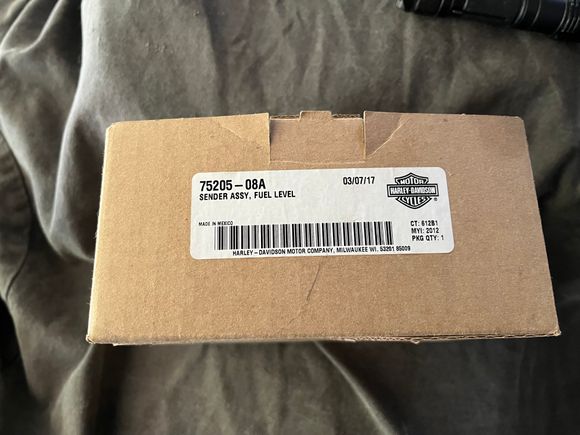 75205-08A 03/07/17
SENDER ASSY, FUEL LEVEL
MOTOR
HARLEY-DAVIDSON
CYCLES
®
MADE IN MEXICO
CT: 612B1
MYI: 2012
PKG QTY: 1
HARLEY-DAVIDSON MOTOR COMPANY, MILWAUKEE WI. 53201 85009